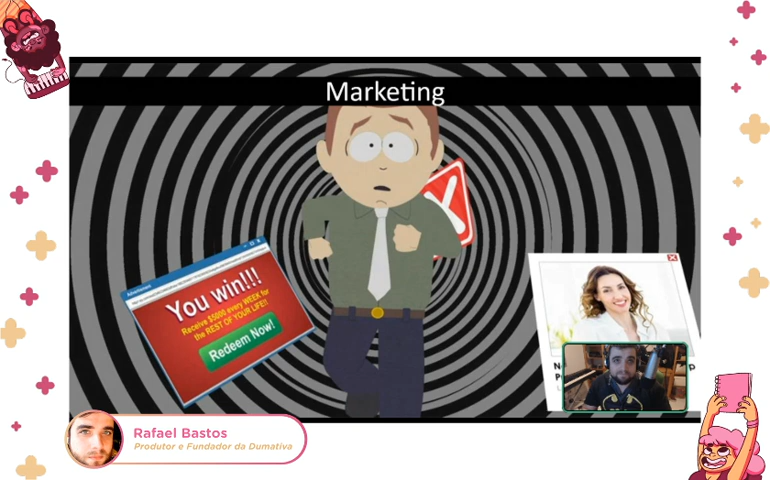 Marketing
You win!!!
Receive $5000 every WEEK for
the REST OF YOUR LIFE!!
Redeem Now!
Rafael Bastos
Produtor e Fundador da Dumativa